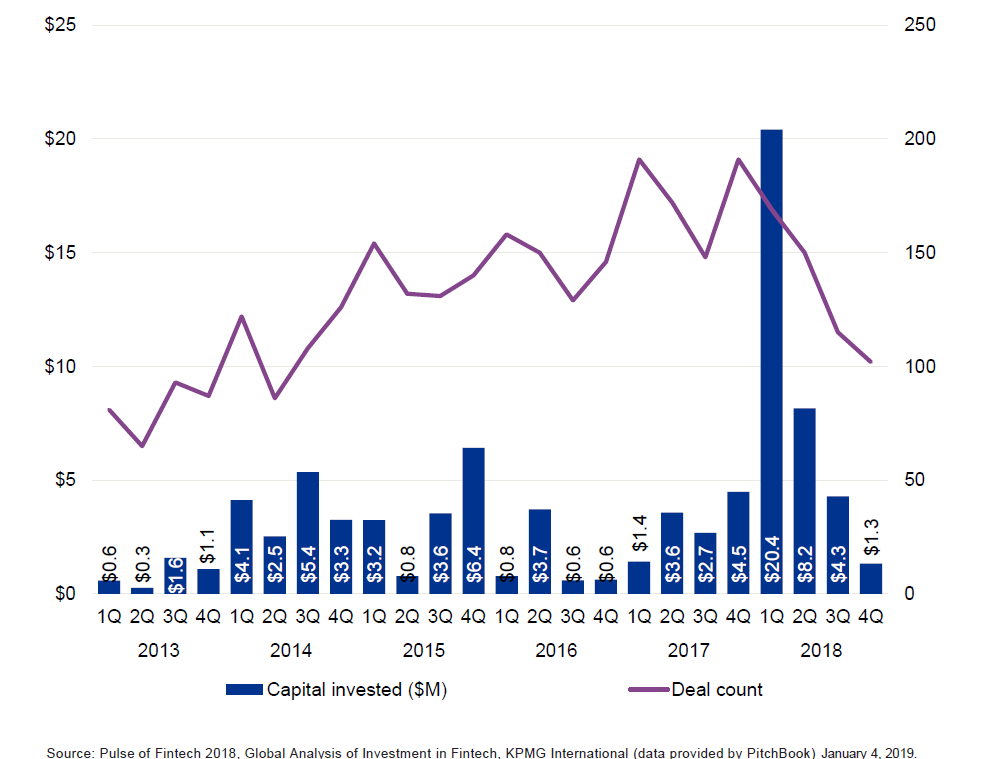 $25 250
$20 200
$15 150
$10 100
$5 50
$0 0
$0.6 $0.3 $1.6 $1.1 $4.1 $2.5 $5.4 $3.3 $3.2 $0.8 $3.6 $6.4 $0.8 $3.7 $0.6 $0.6 $1.4 $3.6 $2.7 $4.5 $20.4 $8.2 $4.3 $1.3
1Q 2Q 3Q 4Q 1Q 2Q 3Q 4Q 1Q 2Q 3Q 4Q 1Q 2Q 3Q 4Q 1Q 2Q 3Q 4Q 1Q 2Q 3Q 4Q
2013 2014 2015 2016 2017 2018
Capital invested ($M) Deal count
Source: Pulse of Fintech 2018, Global Analysis of Investment in Fintech, KPMG International (data provided by PitchBook) January 4, 2019.